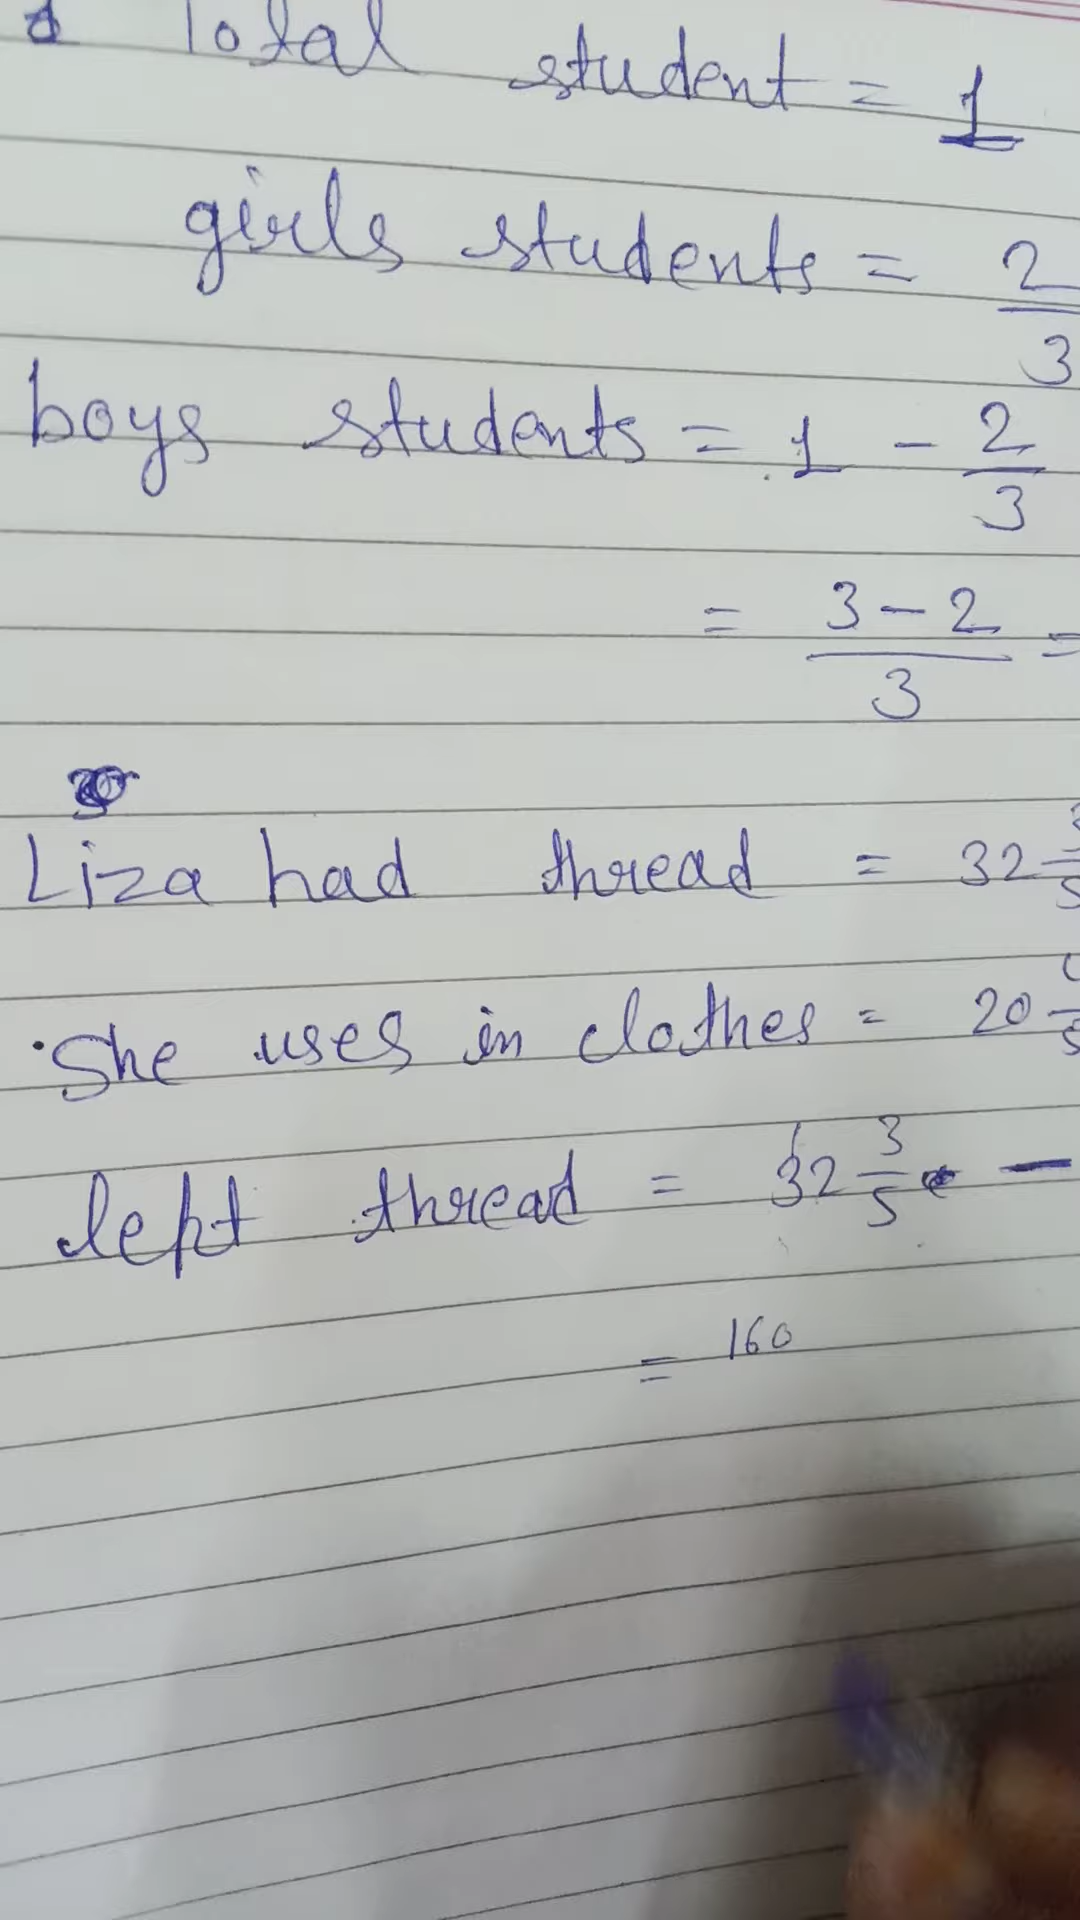 Total student = 1
girls students = 2/3
boys students = 1 - 2/3
= 3-2/3 =
Liza had thread = 32
She uses in clothes = 20
left thread = 32 3/5 -
= 160